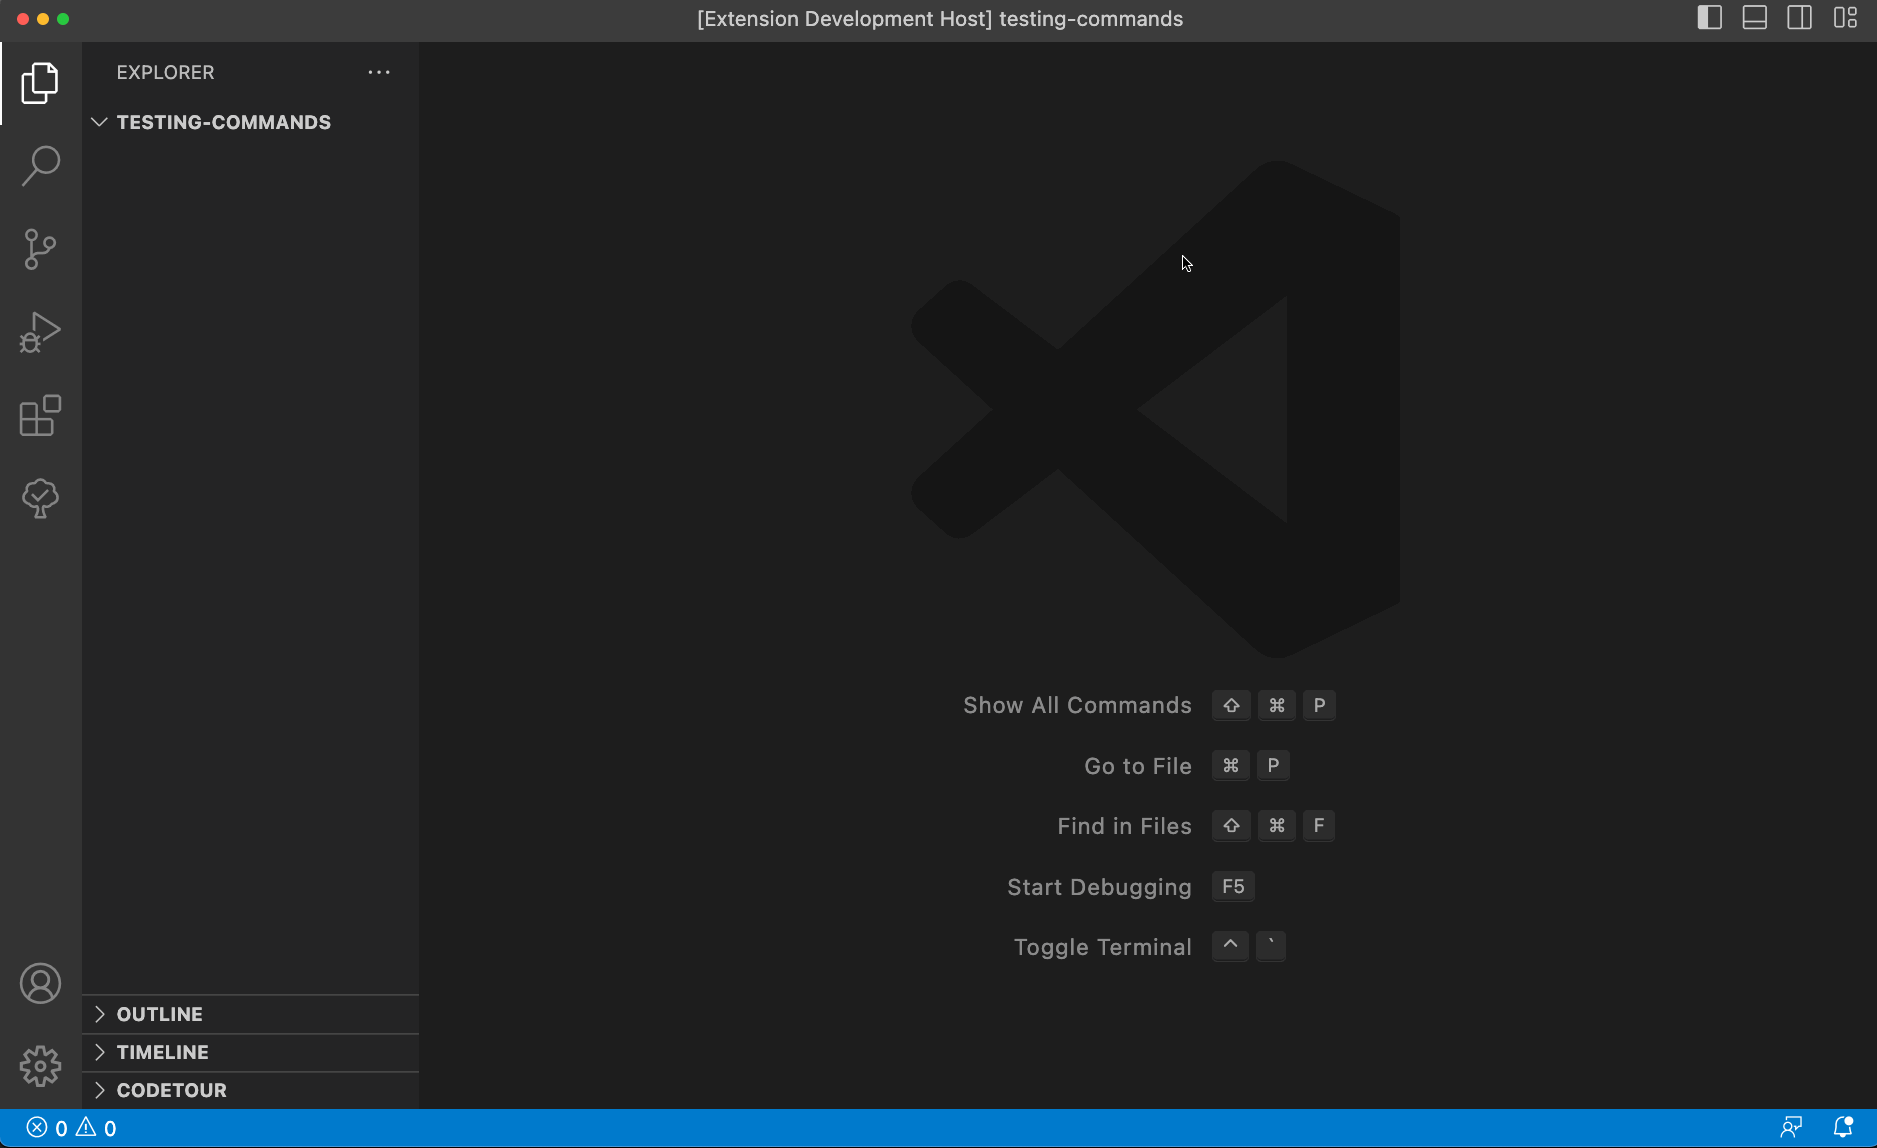 [Extension Development Host] testing-commands
EXPLORER
TESTING-COMMANDS
Show All Commands ⇧ ⌘ P
Go to File ⌘ P
Find in Files ⇧ ⌘ F
Start Debugging F5
Toggle Terminal ^ `
OUTLINE
TIMELINE
CODETOUR
0 0